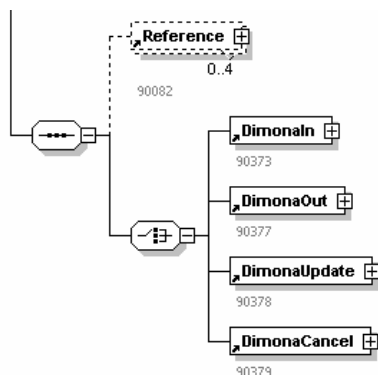 Reference
0..4
90082
DimonaIn
90373
DimonaOut
90377
DimonaUpdate
90378
DimonaCancel
90379